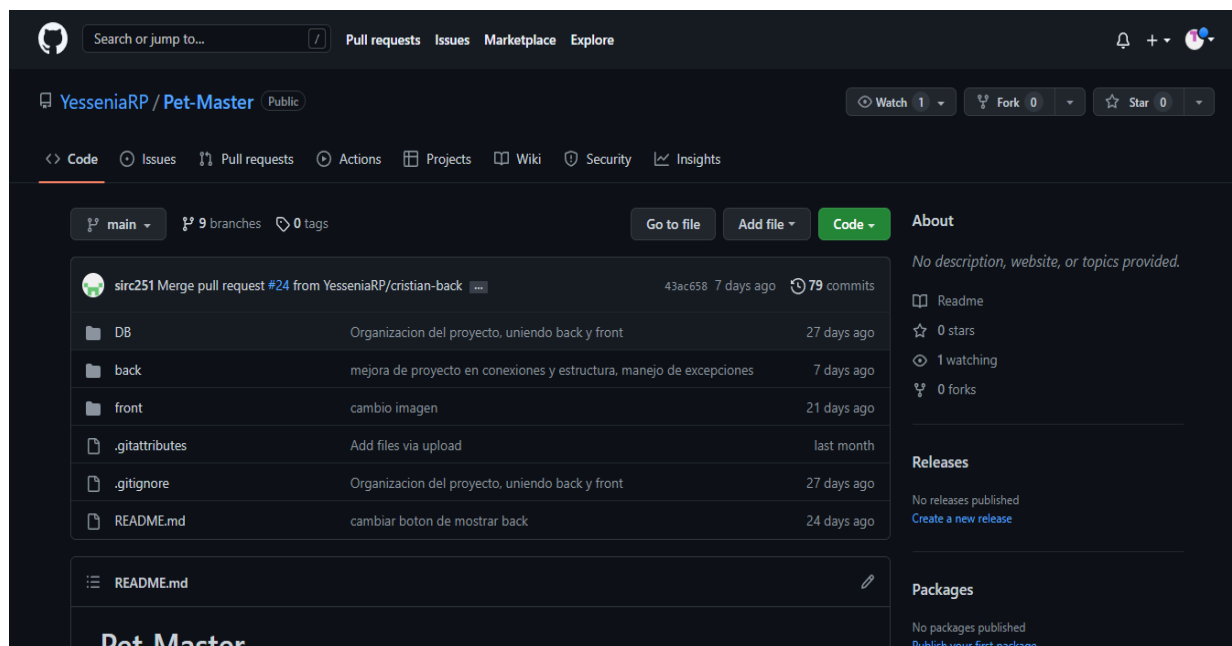 Search or jump to... / Pull requests Issues Marketplace Explore
YesseniaRP / Pet-Master Public Watch 1 Fork 0 Star 0
<> Code Issues Pull requests Actions Projects Wiki Security Insights
main 9 branches 0 tags Go to file Add file Code
About
No description, website, or topics provided.
sirc251 Merge pull request #24 from YesseniaRP/cristian-back ... 43ac658 7 days ago 79 commits
Readme
DB Organizacion del proyecto, uniendo back y front 27 days ago
0 stars
back mejora de proyecto en conexiones y estructura, manejo de excepciones 7 days ago
1 watching
0 forks
front cambio imagen 21 days ago
.gitattributes Add files via upload last month
Releases
.gitignore Organizacion del proyecto, uniendo back y front 27 days ago
No releases published
README.md cambiar boton de mostrar back 24 days ago
Create a new release
README.md
Packages
No packages published
Publish your first package
Pet-Master